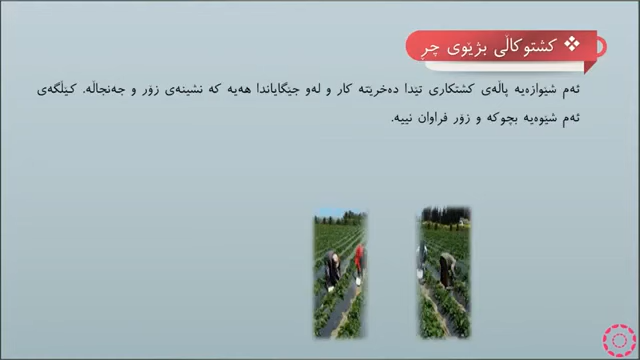 ❖ کشتوکاڵی بژێوی چڕ
ئەم شێوازەیە پاڵەی کشتکاری تێدا دەخرێتە کار و لەو جێگایاندا هەیە کە نشینەی زۆر و جەنجاڵە. کێڵگەی
ئەم شێوەیە بچوکە و زۆر فراوان نییە.